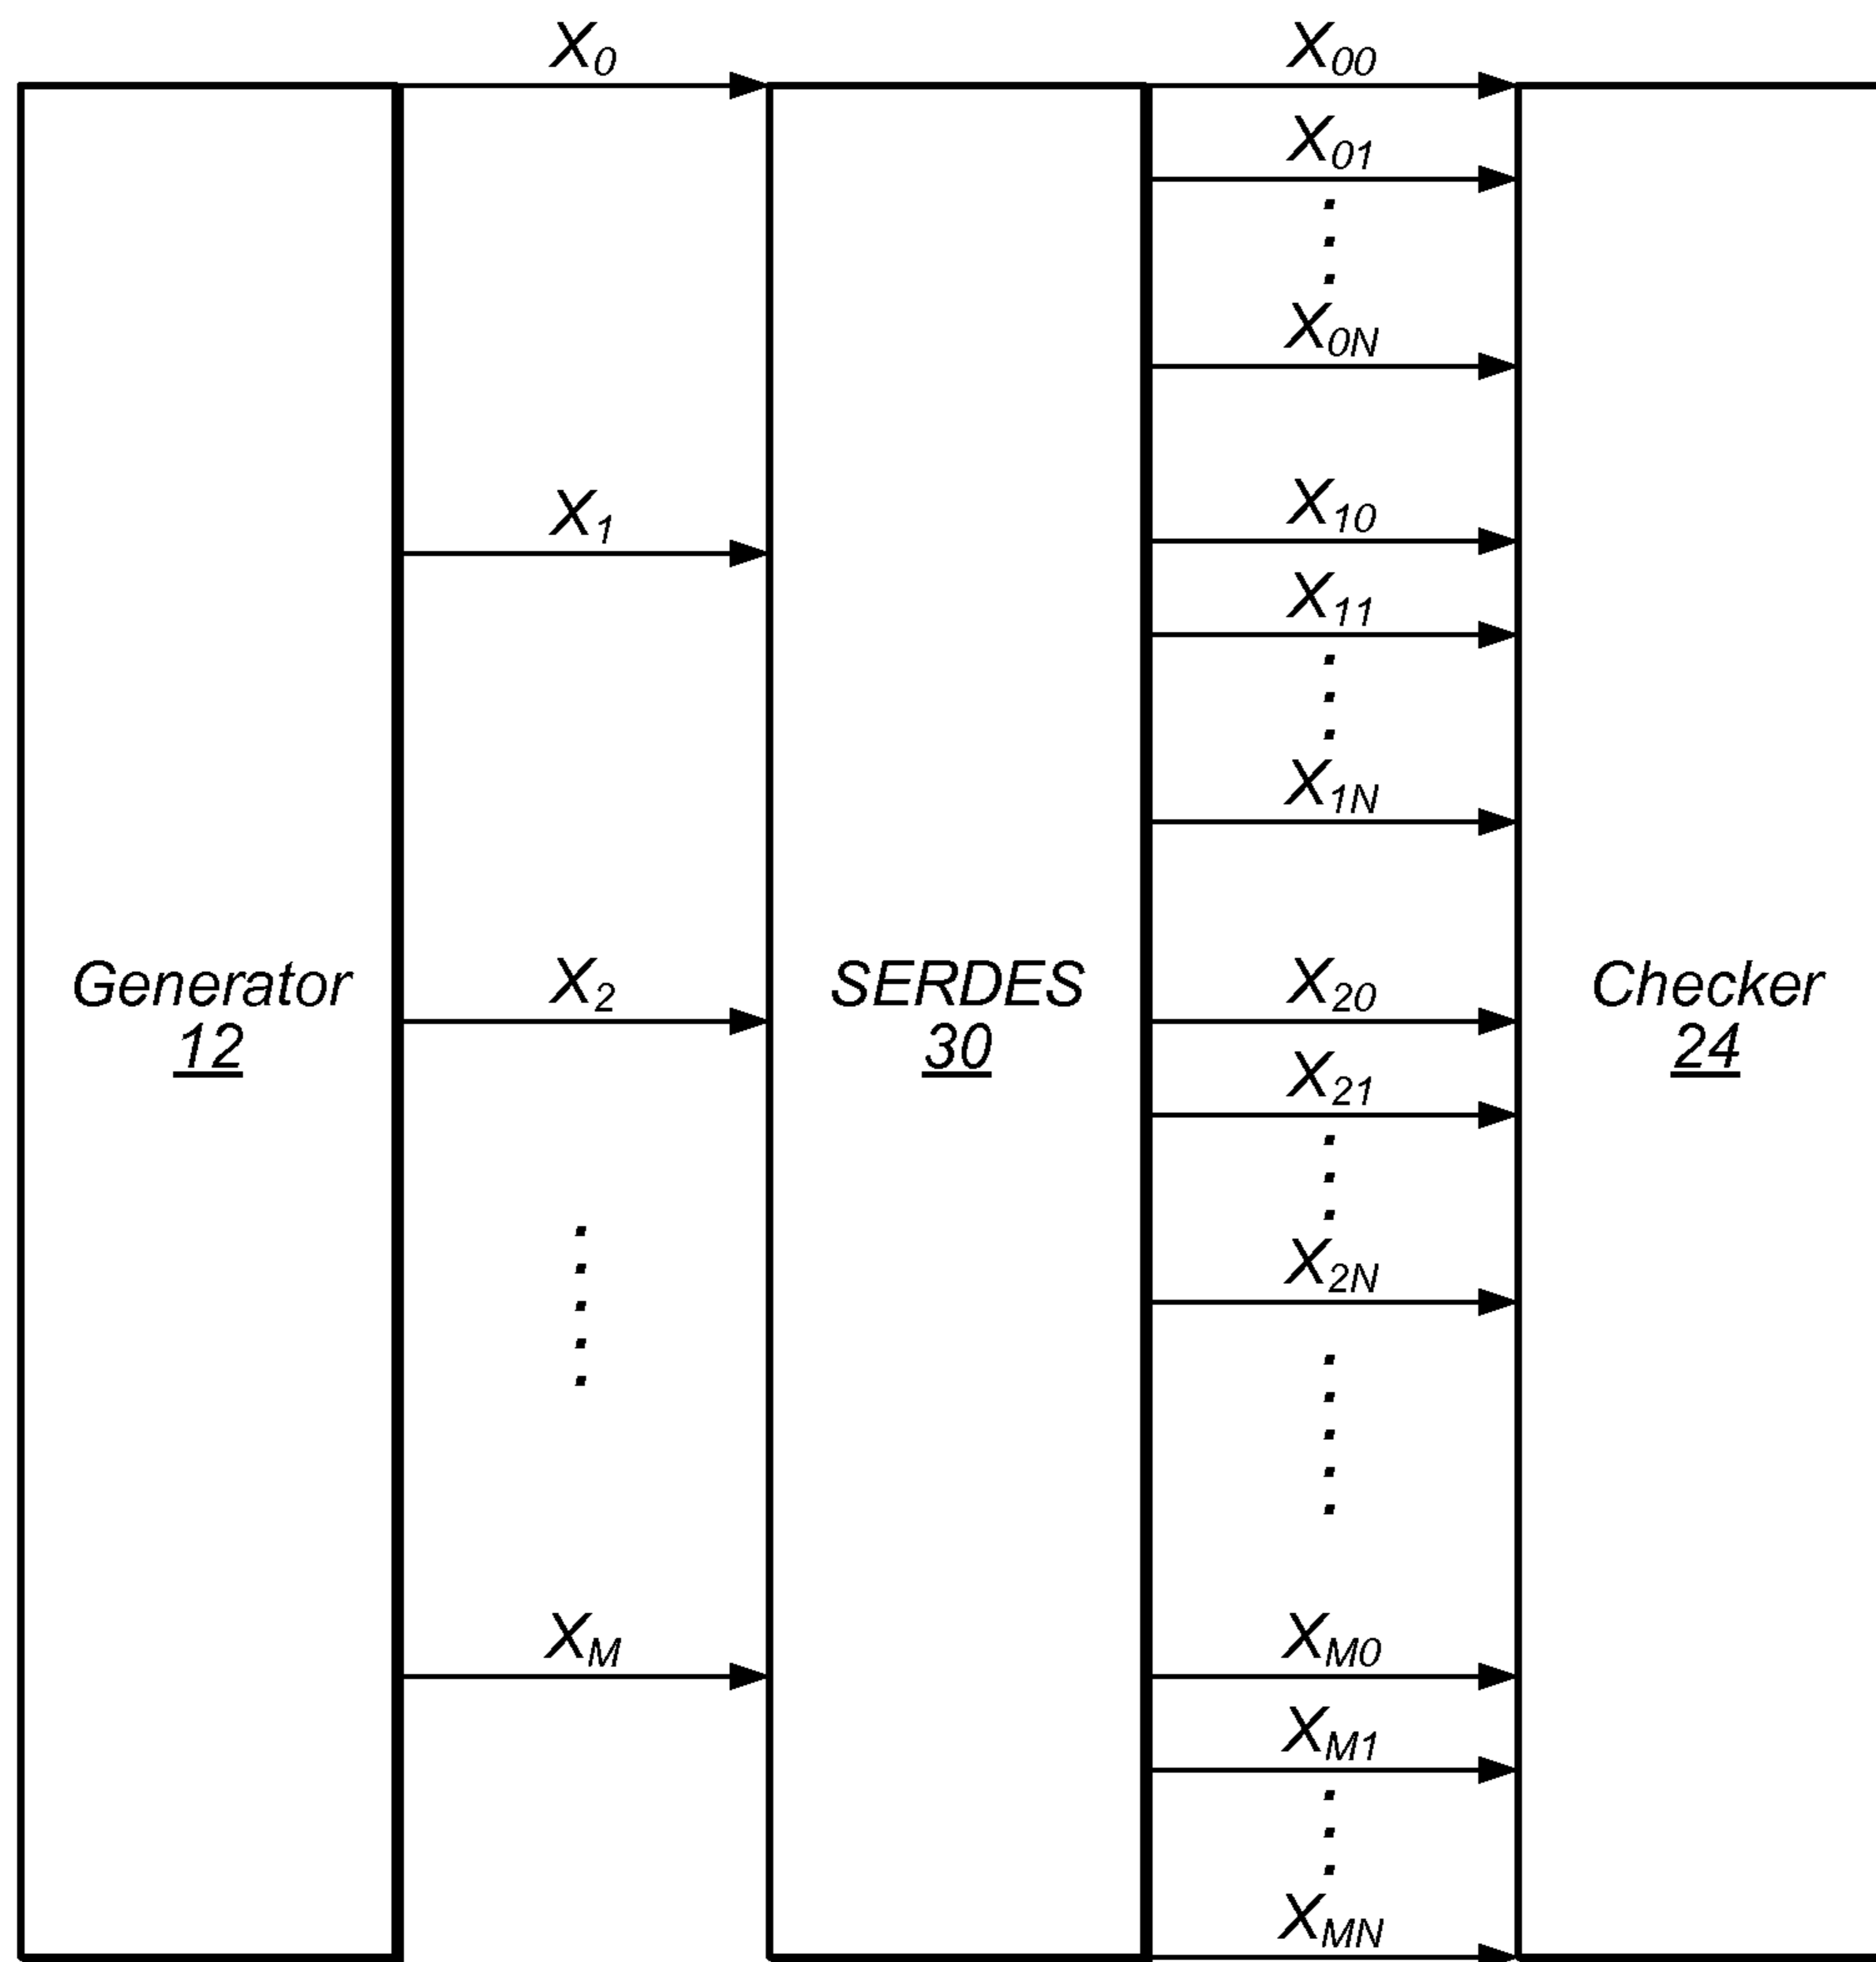 X0
X00
X01
X0N
X1
X10
X11
X1N
Generator
12
X2
SERDES
30
X20
X21
X2N
Checker
24
XM
XM0
XM1
XMN